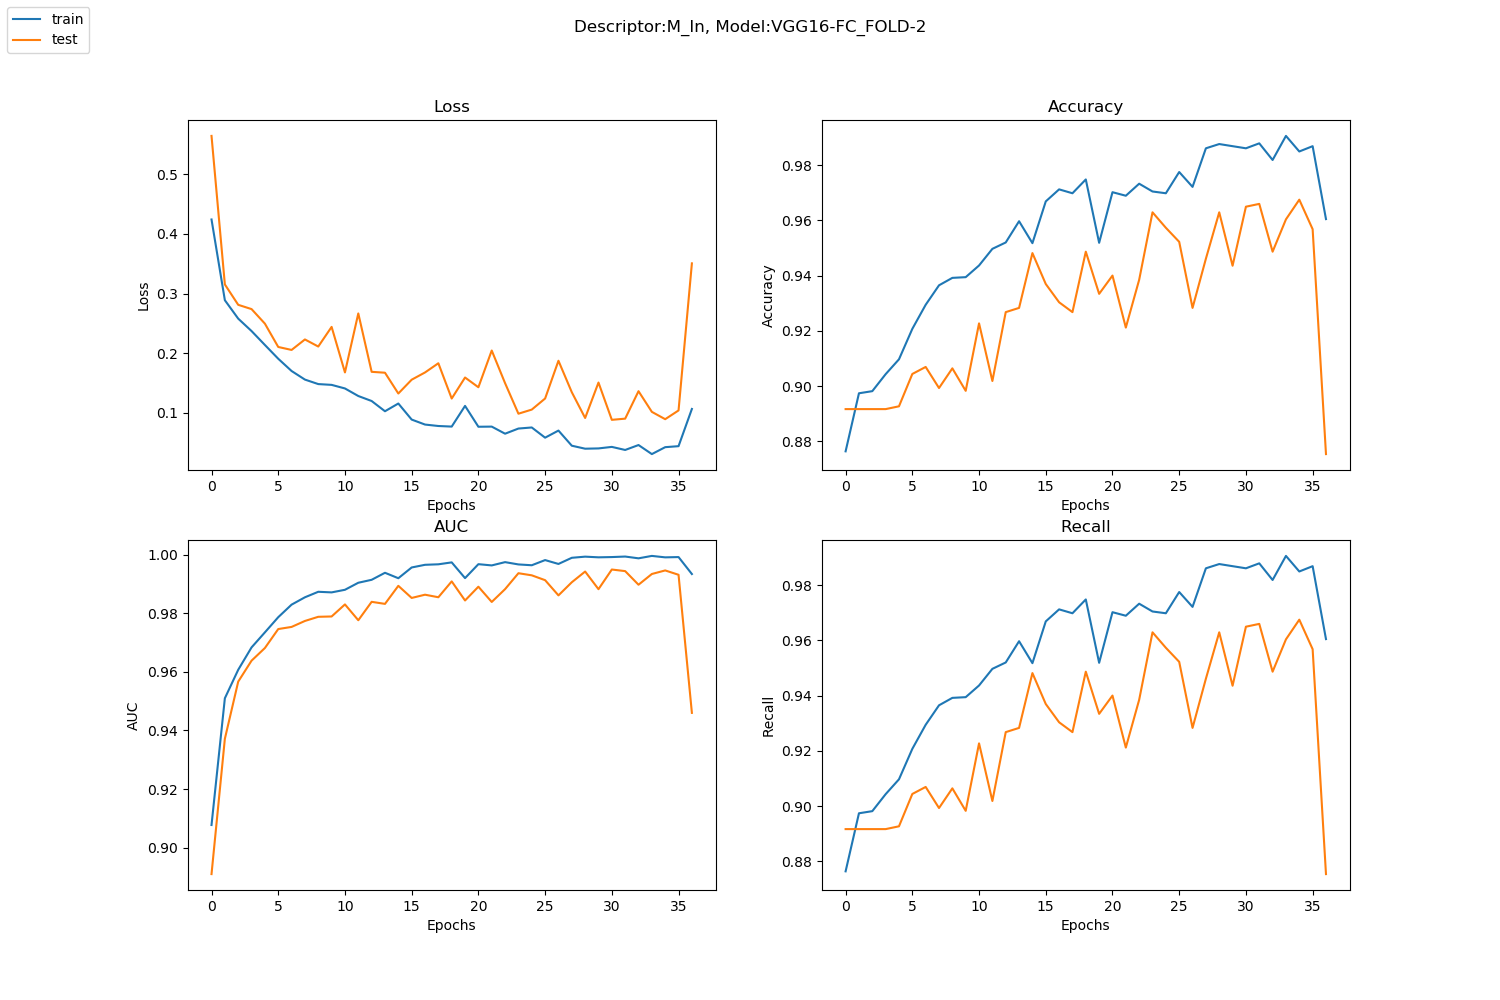 train
test
Descriptor:M_In, Model:VGG16-FC_FOLD-2
Loss
Loss
0.5
0.4
0.3
0.2
0.1
0 5 10 15 20 25 30 35
Epochs
Accuracy
Accuracy
0.98
0.96
0.94
0.92
0.90
0.88
0 5 10 15 20 25 30 35
Epochs
AUC
AUC
1.00
0.98
0.96
0.94
0.92
0.90
0 5 10 15 20 25 30 35
Epochs
Recall
Recall
0.98
0.96
0.94
0.92
0.90
0.88
0 5 10 15 20 25 30 35
Epochs